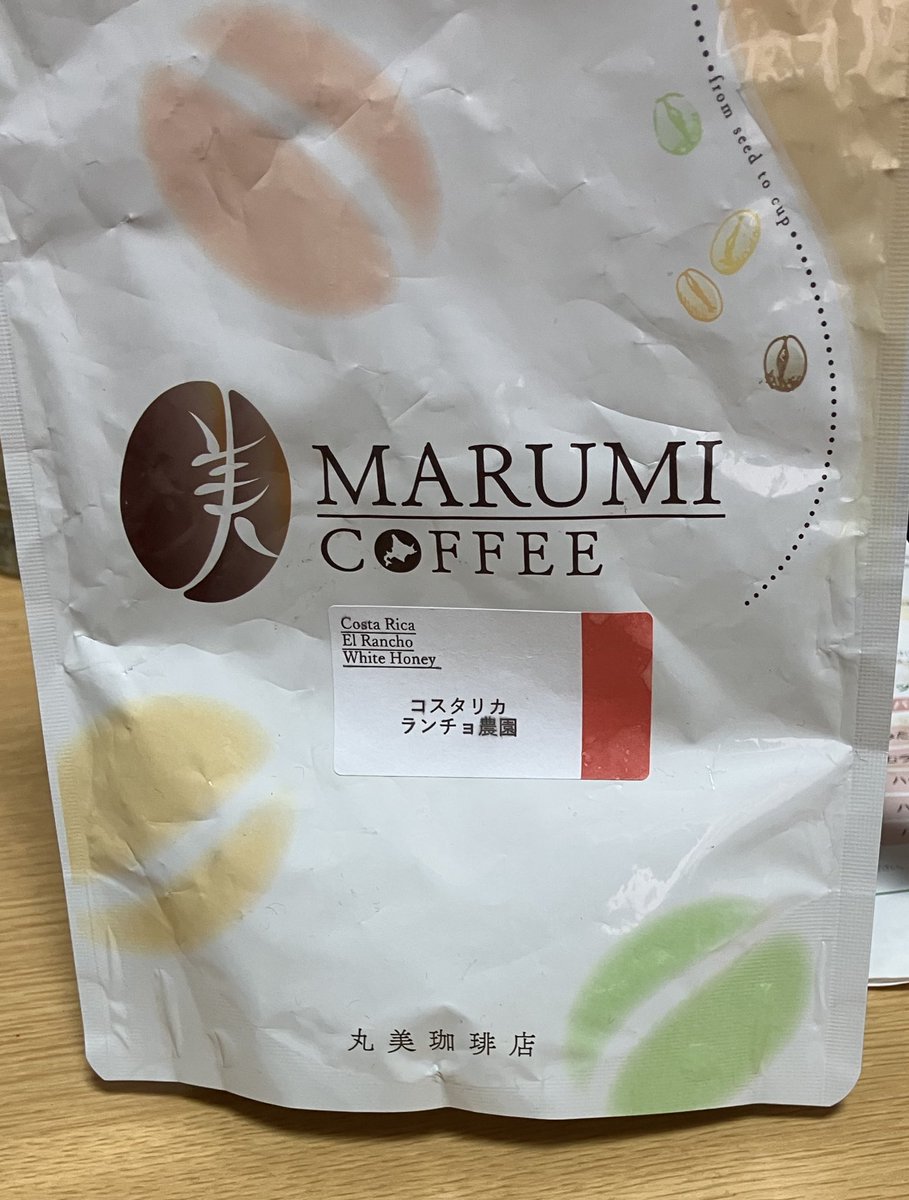 from seed to cup
美
MARUMI
COFFEE
Costa Rica
El Rancho
White Honey
コスタリカ
ランチョ農園
丸美珈琲店